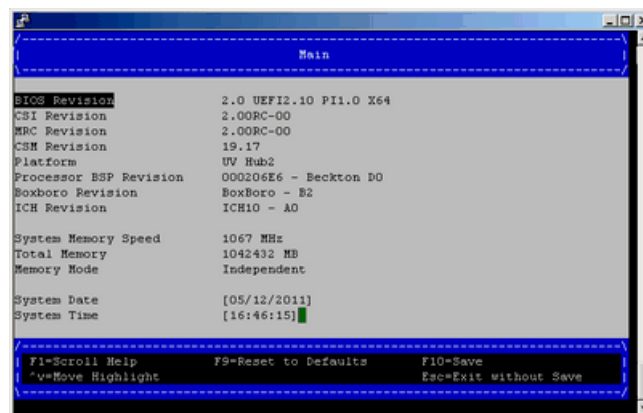 Main
BIOS Revision 2.0 UEFI2.10 PI1.0 X64
CSI Revision 2.00RC-00
MRC Revision 2.00RC-00
CSM Revision 19.17
Platform UV Hub2
Processor BSP Revision 000206E6 - Beckton D0
Boxboro Revision BoxBoro - B2
ICH Revision ICH10 - A0
System Memory Speed 1067 MHz
Total Memory 1042432 MB
Memory Mode Independent
System Date [05/12/2011]
System Time [16:46:15]
F1=Scroll Help F9=Reset to Defaults F10=Save
^v=Move Highlight Esc=Exit without Save